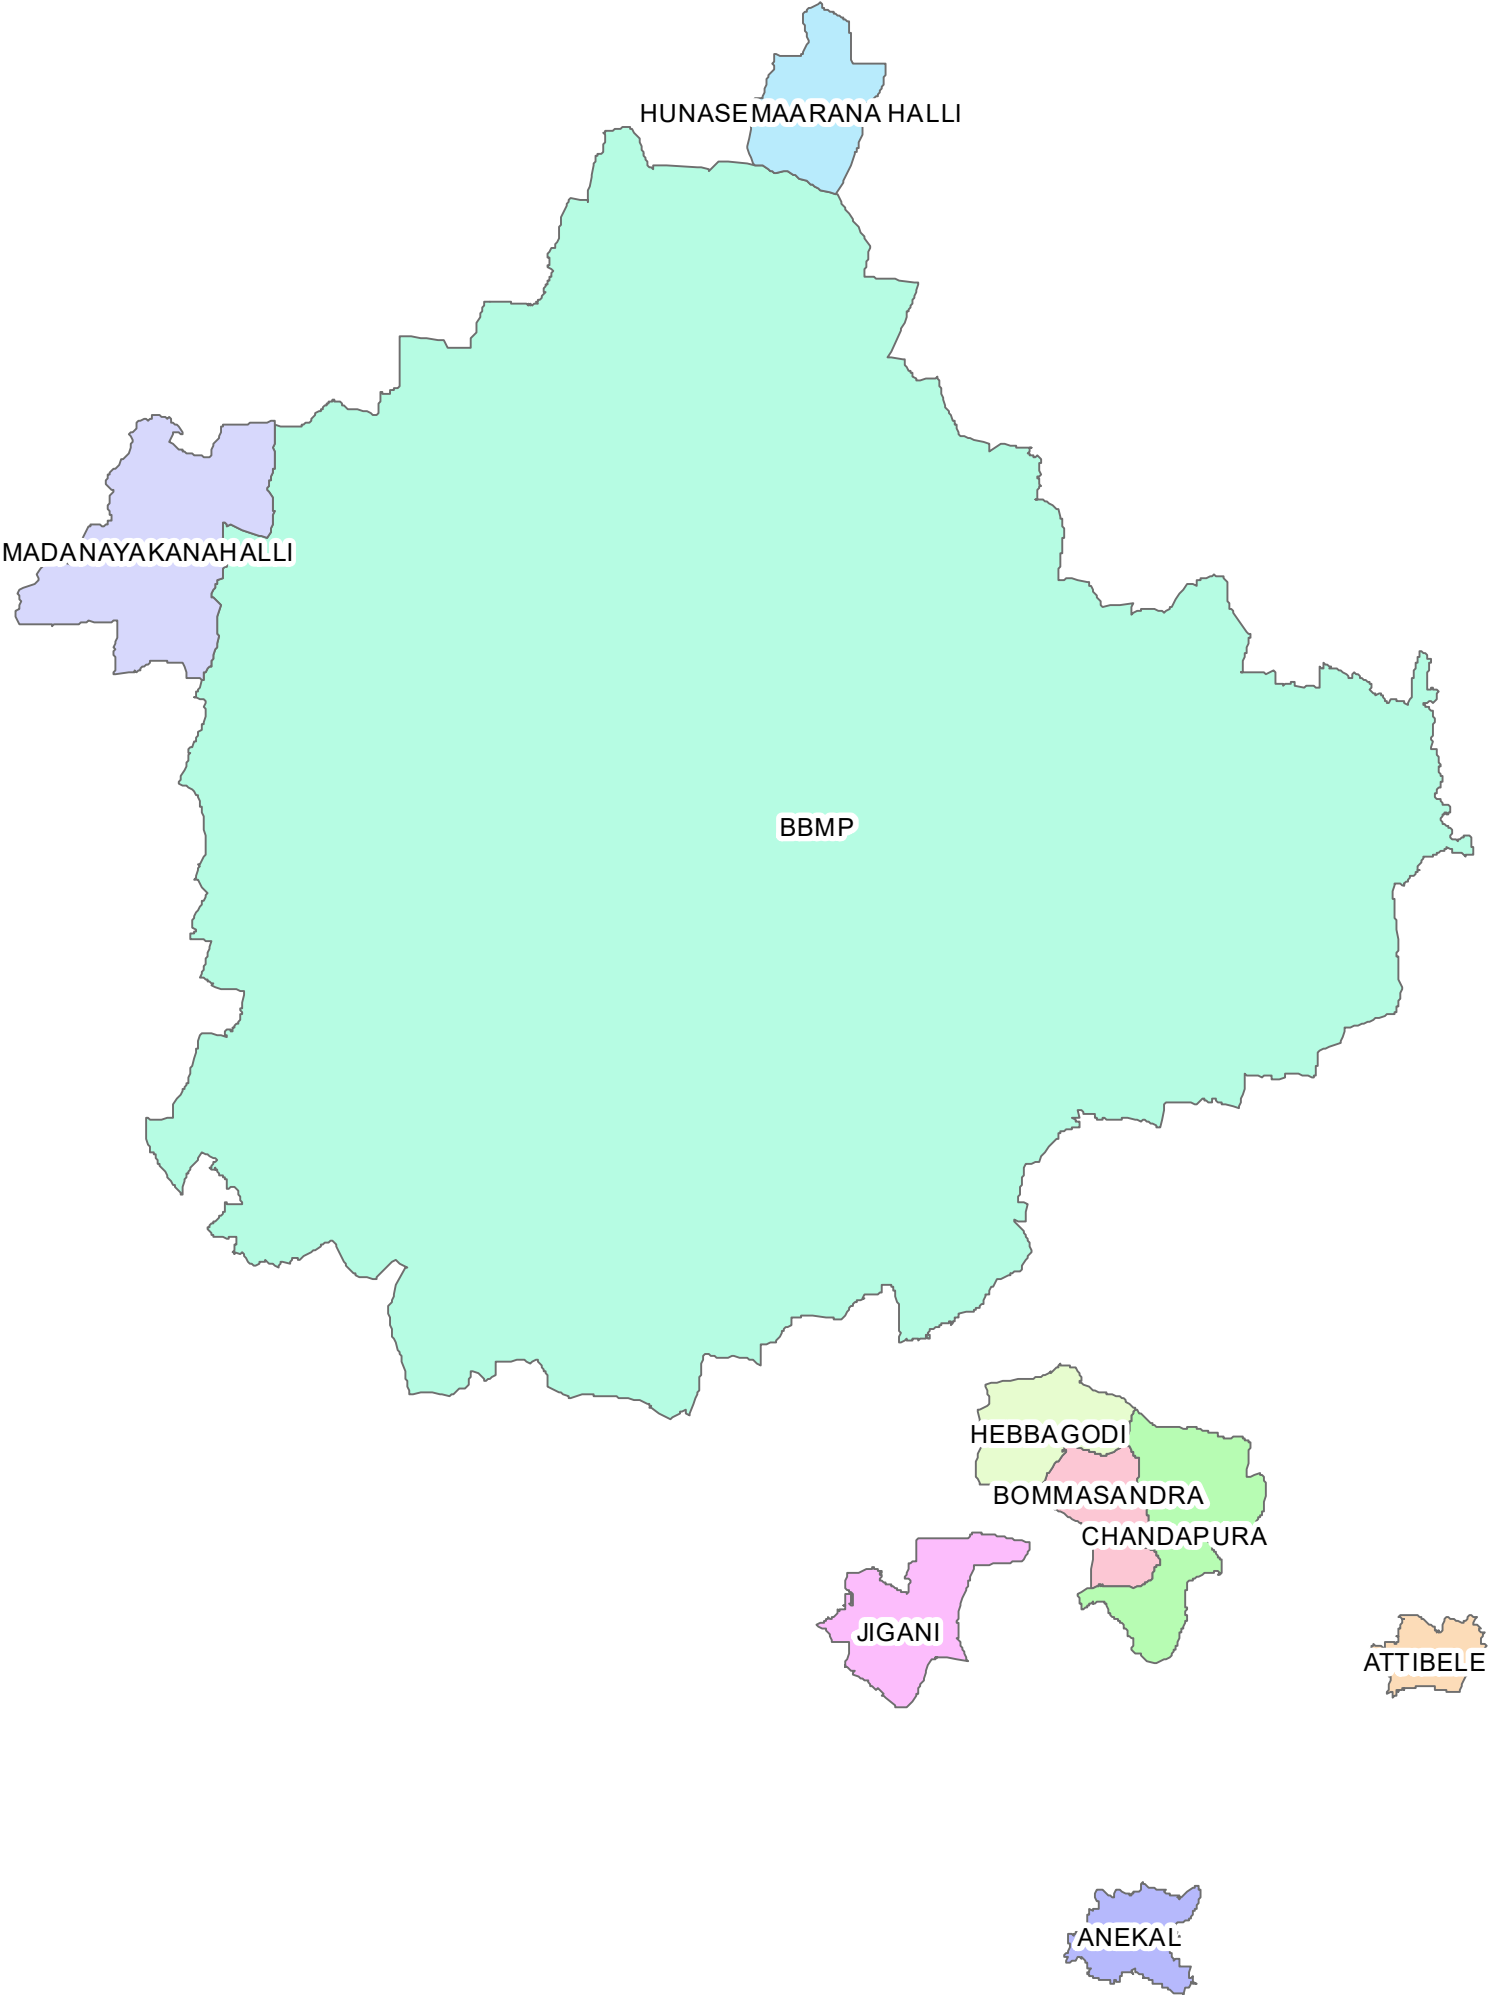 HUNASEMAARANA HALLI
MADANAYAKANAHALLI
BBMP
HEBBAGODI
BOMMASANDRA
CHANDAPURA
JIGANI
ATTIBELE
ANEKAL